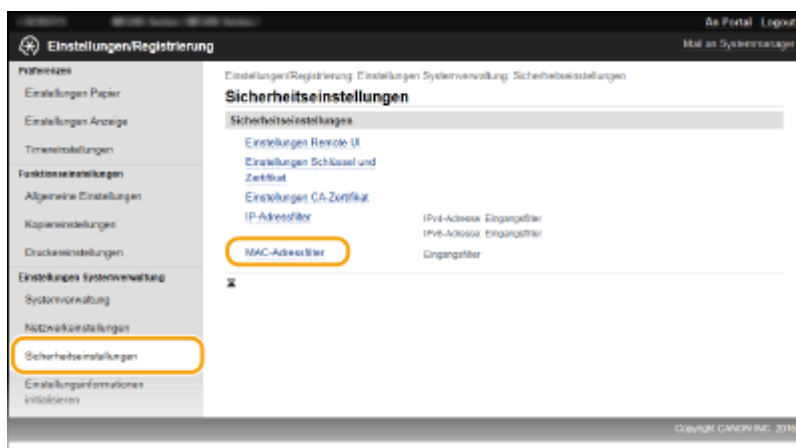 An Portal Logout
Einstellungen/Registrierung
Mail an Systemmanager
Präferenzen
Einstellungen Papier
Einstellungen Anzeige
Timereinstellungen
Funktionseinstellungen
Allgemeine Einstellungen
Kopiereinstellungen
Druckereinstellungen
Einstellungen Systemverwaltung
Systemverwaltung
Netzwerkeinstellungen
Sicherheitseinstellungen
Einstellungsinformationen
initialisieren
Einstellungen/Registrierung: Einstellungen Systemverwaltung: Sicherheitseinstellungen
Sicherheitseinstellungen
Sicherheitseinstellungen
Einstellungen Remote UI
Einstellungen Schlüssel und
Zertifikat
Einstellungen CA-Zertifikat
IP-Adressfilter
IPv4-Adresse: Eingangsfilter
IPv6-Adresse: Eingangsfilter
MAC-Adressfilter
Eingangsfilter
Copyright CANON INC. 2016